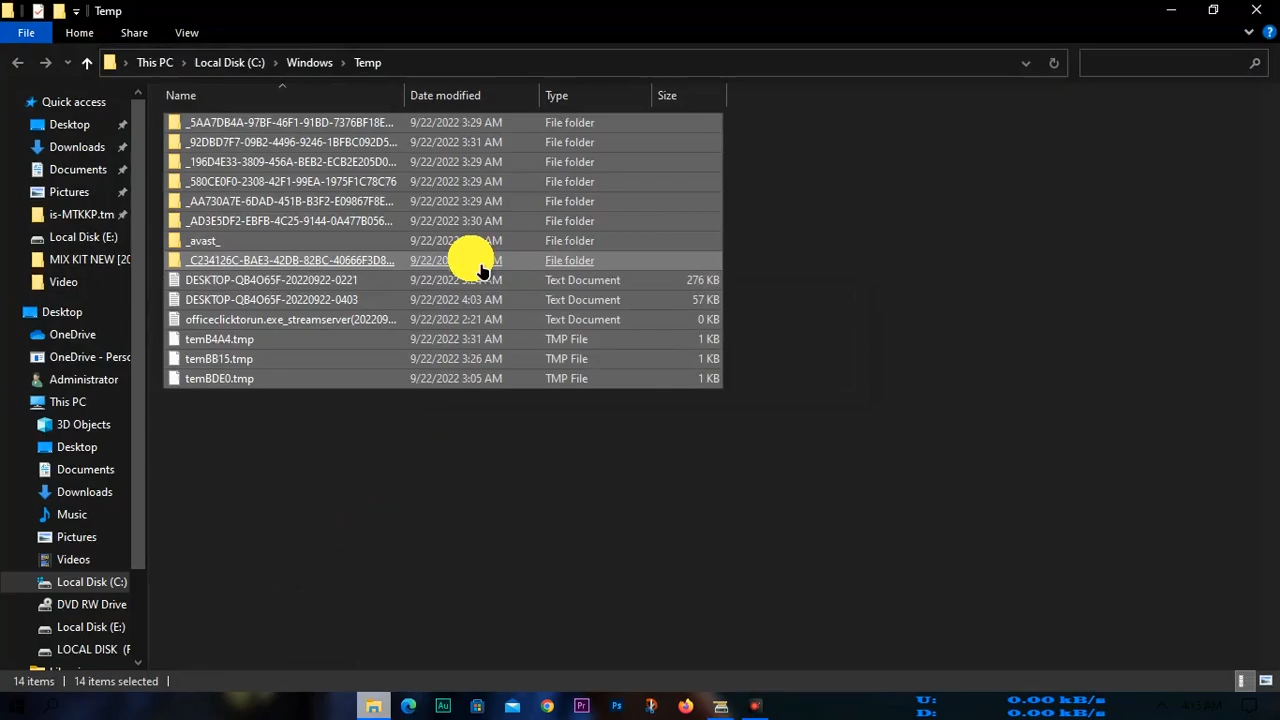 Temp
File Home Share View
This PC Local Disk (C:) Windows Temp
Name Date modified Type Size
Quick access
Desktop
Downloads
Documents
Pictures
is-MTKKP.tm
Local Disk (E:)
MIX KIT NEW [20
Video
Desktop
OneDrive
OneDrive - Perso
Administrator
This PC
3D Objects
Desktop
Documents
Downloads
Music
Pictures
Videos
Local Disk (C:)
DVD RW Drive
Local Disk (E:)
LOCAL DISK (F
_5AA7DB4A-97BF-46F1-91BD-7376BF18E... 9/22/2022 3:29 AM File folder
_92DBD7F7-09B2-4496-9246-1BFBC9032D... 9/22/2022 3:31 AM File folder
_196D4E33-3809-456A-BEB2-ECB2E205D0... 9/22/2022 3:29 AM File folder
_580CE0F0-2308-42F1-99EA-1975F1C78C76 9/22/2022 3:29 AM File folder
_AA730A7E-6DAD-451B-B3F2-E09867F8E... 9/22/2022 3:29 AM File folder
_AD3E5DF2-EBFB-4C25-9144-0A477B056... 9/22/2022 3:30 AM File folder
_avast_ 9/22/2022 AM File folder
_C234126C-BAE3-42DB-82BC-40666F3D8... File folder
DESKTOP-QB4O65F-20220922-0221 9/22/2022 AM Text Document 276 KB
DESKTOP-QB4O65F-20220922-0403 9/22/2022 4:03 AM Text Document 57 KB
officeclicktorun.exe_streamserver(202209... 9/22/2022 2:21 AM Text Document 0 KB
temB4A4.tmp 9/22/2022 3:31 AM TMP File 1 KB
temBB15.tmp 9/22/2022 3:26 AM TMP File 1 KB
temBDE0.tmp 9/22/2022 3:05 AM TMP File 1 KB
14 items 14 items selected
U: 0.00 kB/s
D: 0.00 kB/s
4:13 AM